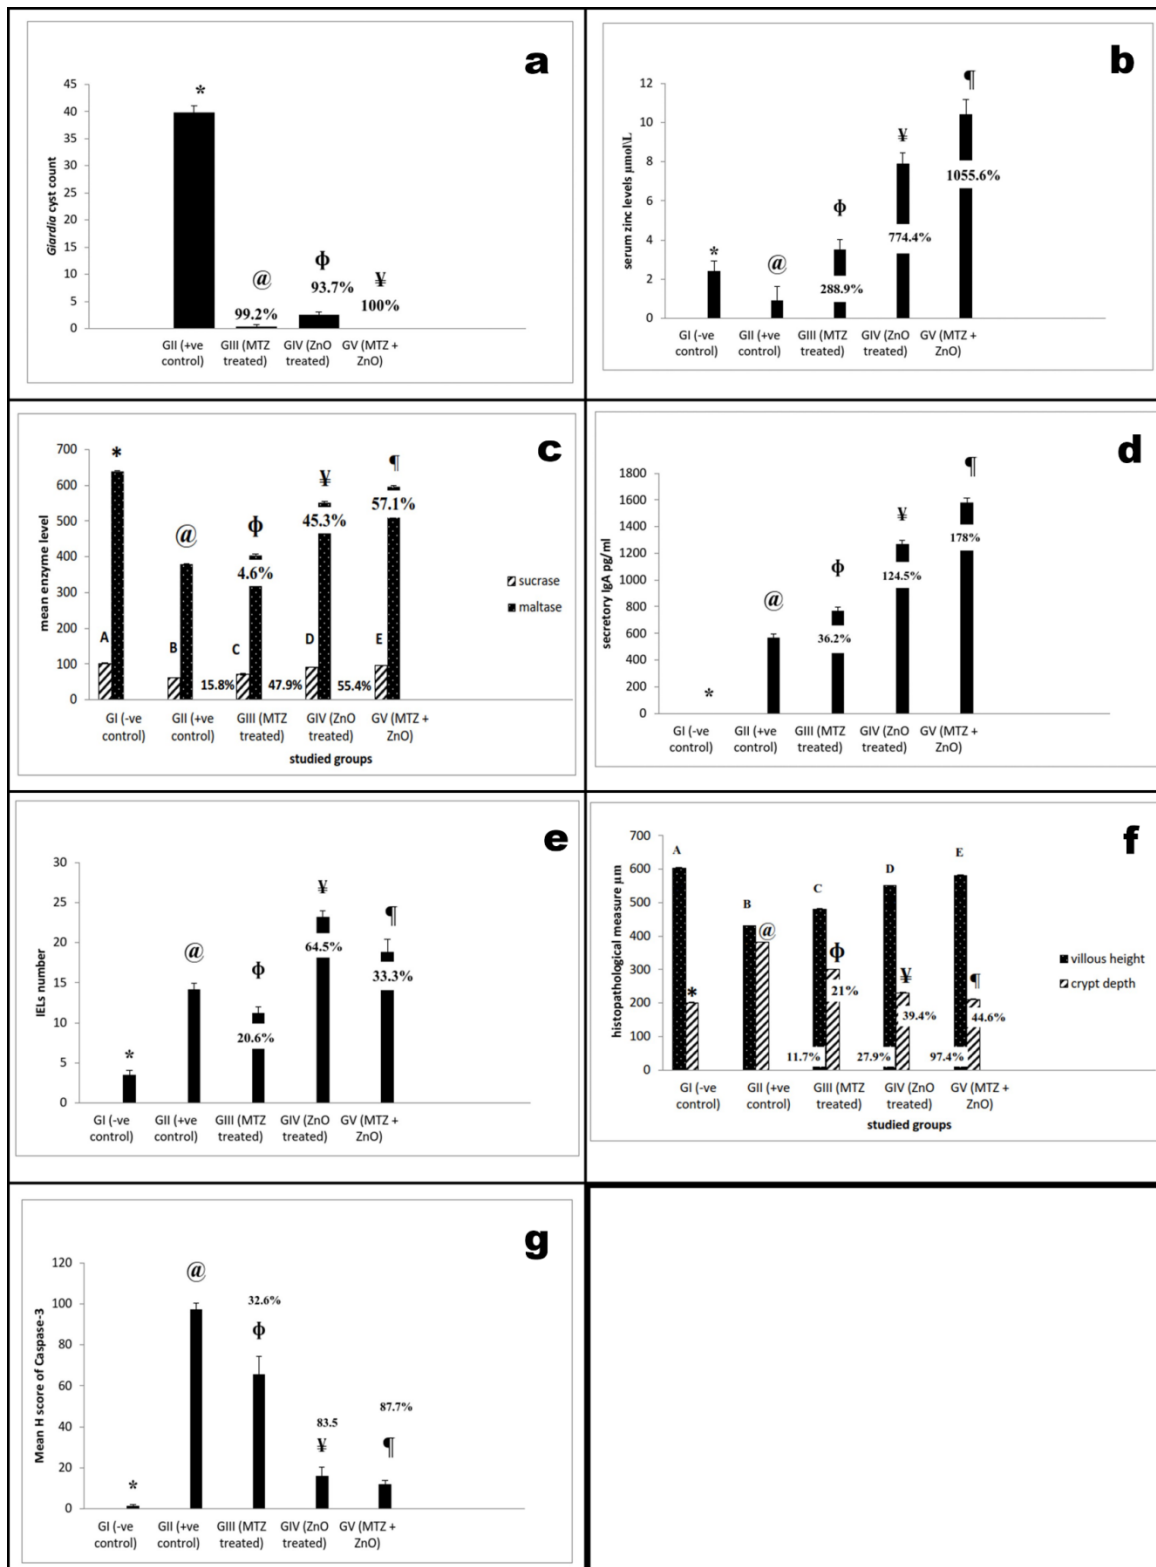 a
45
40
35
30
25
20
15
10
5
0
Giardia cyst count
*
@
99.2%
ɸ
93.7%
¥
100%
GII (+ve control)
GIII (MTZ treated)
GIV (ZnO treated)
GV (MTZ + ZnO)
b
12
10
8
6
4
2
0
serum zinc levels µmol\L
*
@
ɸ
288.9%
¥
774.4%
¶
1055.6%
GI (-ve control)
GII (+ve control)
GIII (MTZ treated)
GIV (ZnO treated)
GV (MTZ + ZnO)
c
700
600
500
400
300
200
100
0
mean enzyme level
*
@
ɸ
4.6%
¥
45.3%
¶
57.1%
A
B
C
D
E
15.8%
47.9%
55.4%
sucrase
maltase
GI (-ve control)
GII (+ve control)
GIII (MTZ treated)
GIV (ZnO treated)
GV (MTZ + ZnO)
studied groups
d
1800
1600
1400
1200
1000
800
600
400
200
0
secretory IgA pg/ml
*
@
ɸ
36.2%
¥
124.5%
¶
178%
GI (-ve control)
GII (+ve control)
GIII (MTZ treated)
GIV (ZnO treated)
GV (MTZ + ZnO)
e
30
25
20
15
10
5
0
IELs number
*
@
ɸ
20.6%
¥
64.5%
¶
33.3%
GI (-ve control)
GII (+ve control)
GIII (MTZ treated)
GIV (ZnO treated)
GV (MTZ + ZnO)
f
700
600
500
400
300
200
100
0
histopathological measure µm
A
B
C
D
E
*
@
ɸ
21%
¥
39.4%
¶
44.6%
11.7%
27.9%
97.4%
villous height
crypt depth
GI (-ve control)
GII (+ve control)
GIII (MTZ treated)
GIV (ZnO treated)
GV (MTZ + ZnO)
studied groups
g
120
100
80
60
40
20
0
Mean H score of Caspase-3
*
@
32.6%
ɸ
83.5
¥
87.7%
¶
GI (-ve control)
GII (+ve control)
GIII (MTZ treated)
GIV (ZnO treated)
GV (MTZ + ZnO)